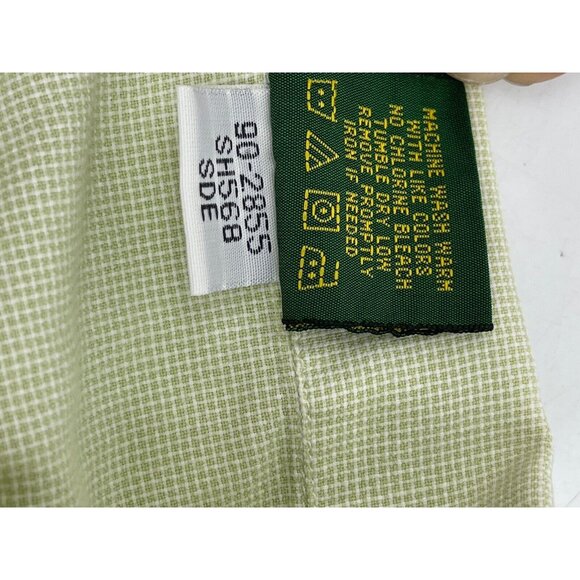 90-2855
SH568
SDE
MACHINE WASH WARM
WITH LIKE COLORS
NO CHLORINE BLEACH
TUMBLE DRY LOW
REMOVE PROMPTLY
IRON IF NEEDED